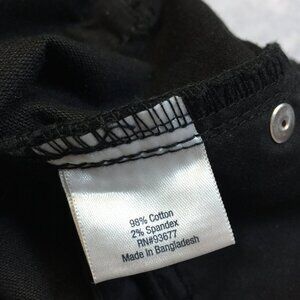 98% Cotton
2% Spandex
RN#93677
Made in Bangladesh